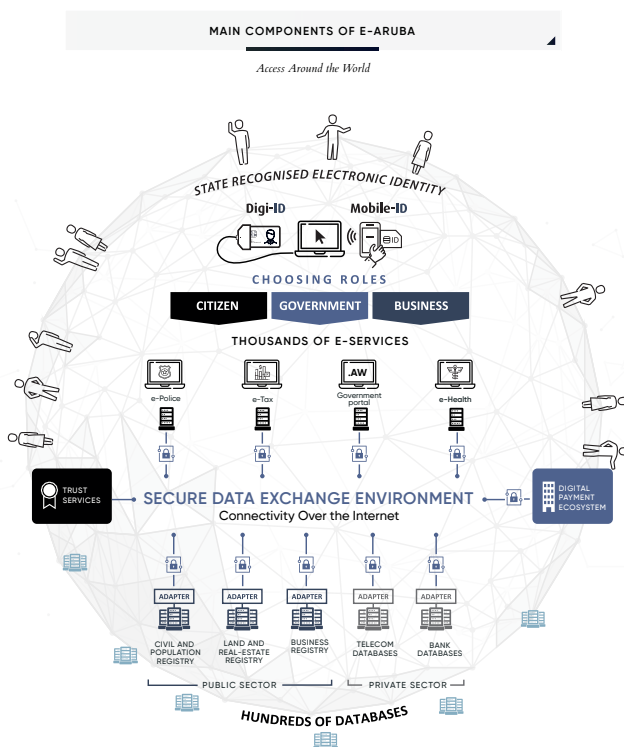 MAIN COMPONENTS OF E-ARUBA
Access Around the World
STATE RECOGNISED ELECTRONIC IDENTITY
Digi-ID
Mobile-ID
ID
CHOOSING ROLES
CITIZEN
GOVERNMENT
BUSINESS
THOUSANDS OF E-SERVICES
.AW
e-Police
e-Tax
Government
portal
e-Health
TRUST
SERVICES
SECURE DATA EXCHANGE ENVIRONMENT
Connectivity Over the Internet
DIGITAL
PAYMENT
ECOSYSTEM
ADAPTER
ADAPTER
ADAPTER
ADAPTER
ADAPTER
CIVIL AND
POPULATION
REGISTRY
LAND AND
REAL-ESTATE
REGISTRY
BUSINESS
REGISTRY
TELECOM
DATABASES
BANK
DATABASES
PUBLIC SECTOR
PRIVATE SECTOR
HUNDREDS OF DATABASES